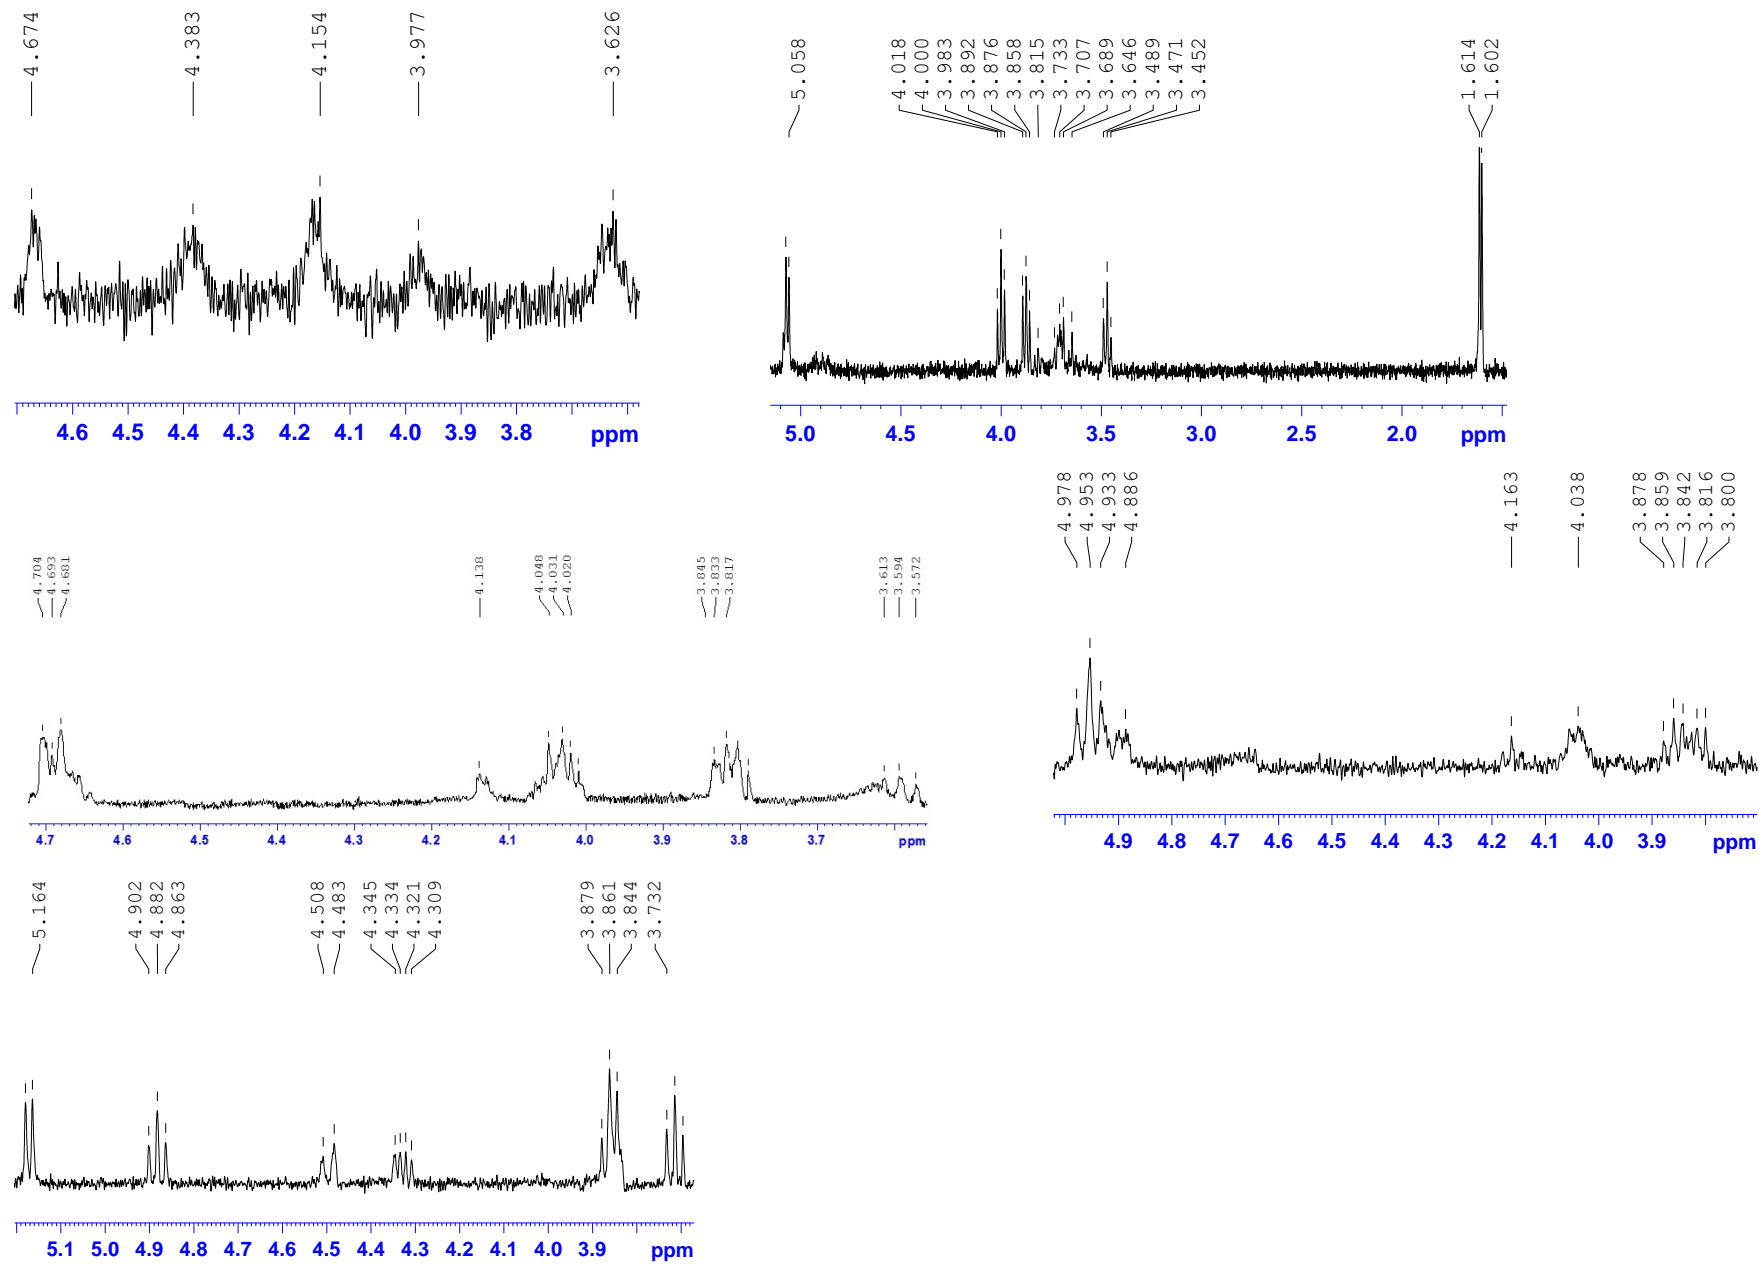 4.674 4.383 4.154 3.977 3.626
4.6 4.5 4.4 4.3 4.2 4.1 4.0 3.9 3.8 ppm
5.058 4.018 4.000 3.983 3.892 3.876 3.858 3.815 3.733 3.707 3.689 3.646 3.489 3.471 3.452 1.614 1.602
5.0 4.5 4.0 3.5 3.0 2.5 2.0 ppm
4.704 4.693 4.681 4.138 4.048 4.031 4.020 3.845 3.833 3.817 3.613 3.594 3.572
4.7 4.6 4.5 4.4 4.3 4.2 4.1 4.0 3.9 3.8 3.7 ppm
4.978 4.953 4.933 4.886 4.163 4.038 3.878 3.859 3.842 3.816 3.800
4.9 4.8 4.7 4.6 4.5 4.4 4.3 4.2 4.1 4.0 3.9 ppm
5.164 4.902 4.882 4.863 4.508 4.483 4.345 4.334 4.321 4.309 3.879 3.861 3.844 3.732
5.1 5.0 4.9 4.8 4.7 4.6 4.5 4.4 4.3 4.2 4.1 4.0 3.9 ppm